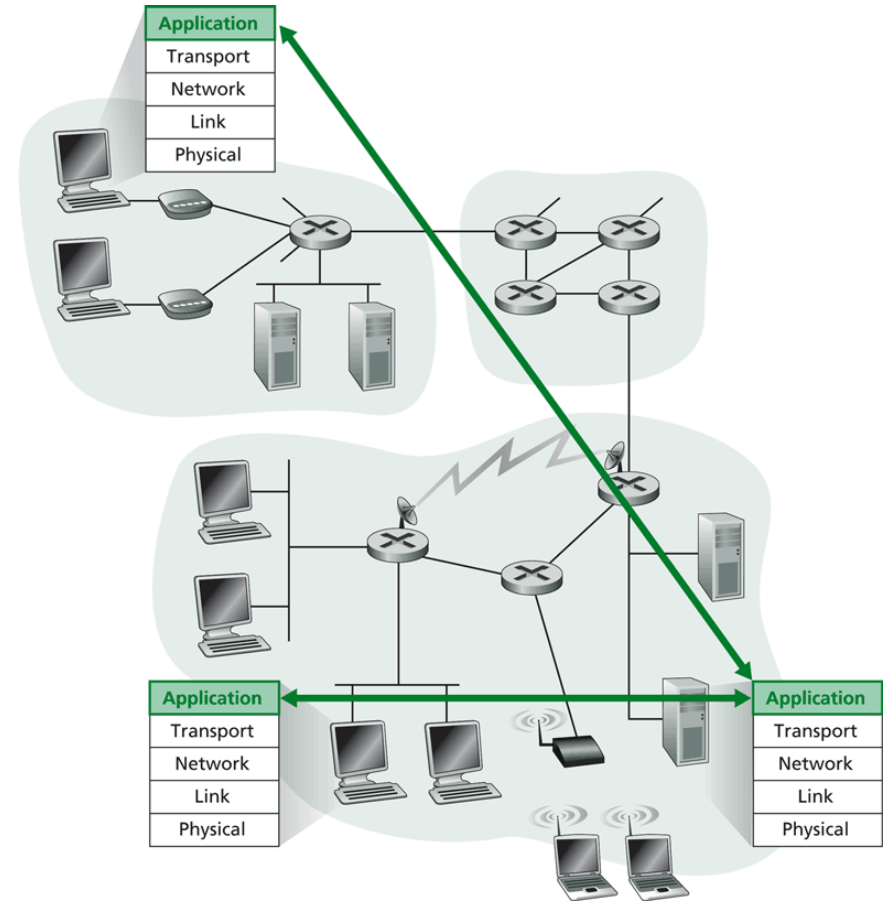 Application
Transport
Network
Link
Physical
Application
Transport
Network
Link
Physical
Application
Transport
Network
Link
Physical